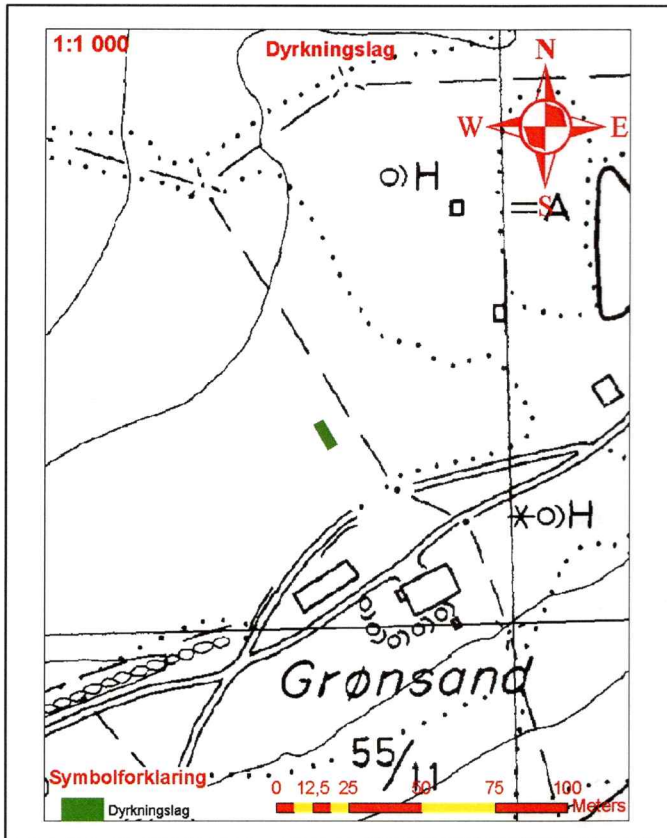 1:1 000 Dyrkningslag
N
W E
S
H
=A
H
Grønsand
55/11
Symbolforklaring
Dyrkningslag
0 12,5 25 50 75 100
Meters